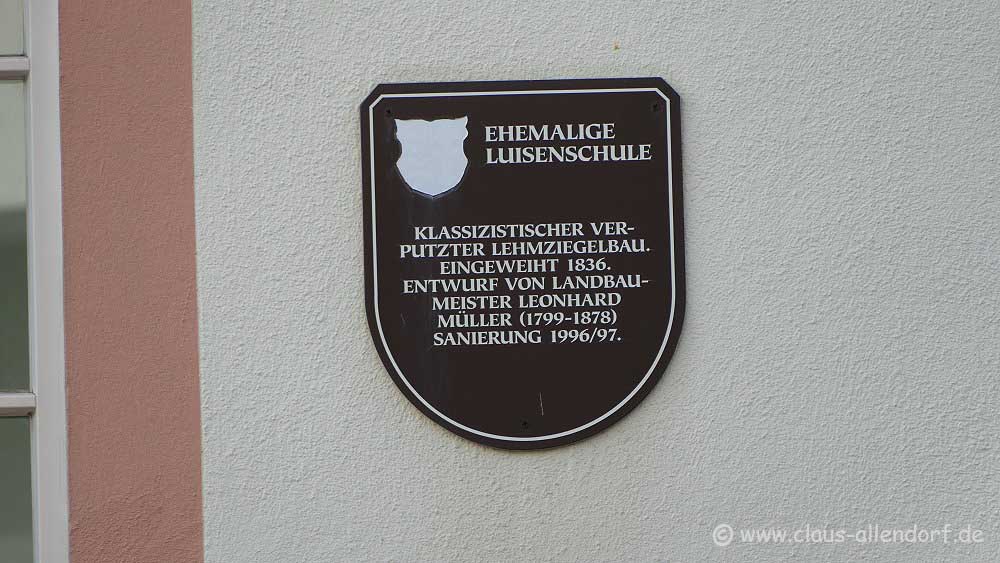 EHEMALIGE
LUISENSCHULE
KLASSIZISTISCHER VER-
PUTZTER LEHMZIEGELBAU.
EINGEWEIHT 1836.
ENTWURF VON LANDBAU-
MEISTER LEONHARD
MÜLLER (1799-1878)
SANIERUNG 1996/97.
© www.claus-allendorf.de